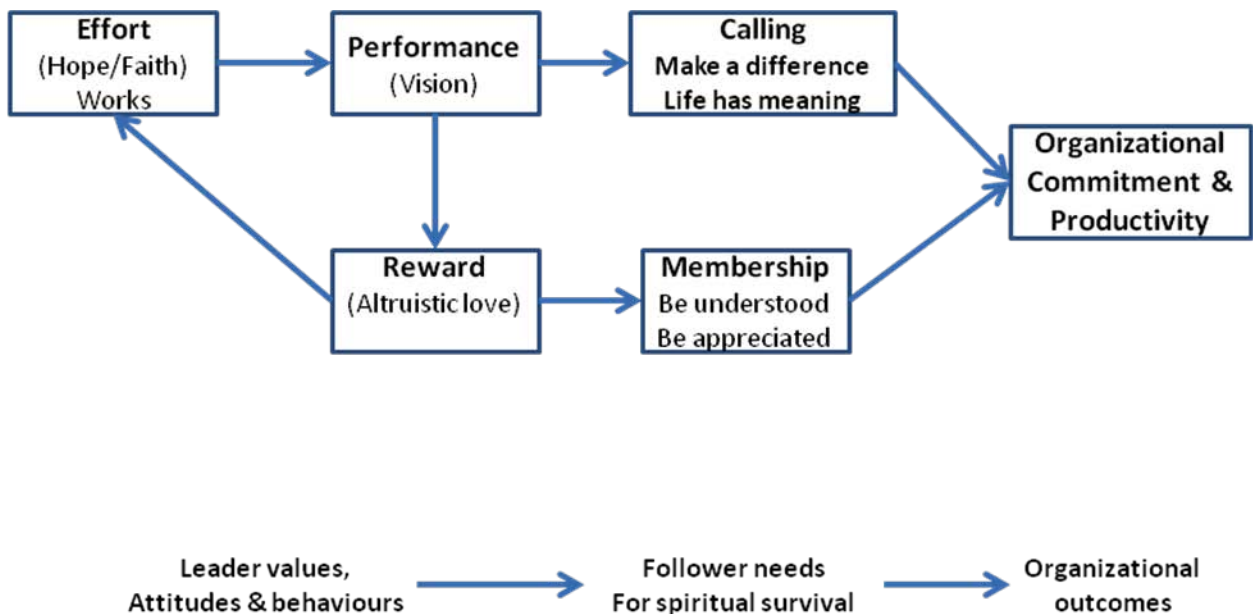 Effort
(Hope/Faith)
Works
Performance
(Vision)
Calling
Make a difference
Life has meaning
Organizational
Commitment &
Productivity
Reward
(Altruistic love)
Membership
Be understood
Be appreciated
Leader values,
Attitudes & behaviours
Follower needs
For spiritual survival
Organizational
outcomes